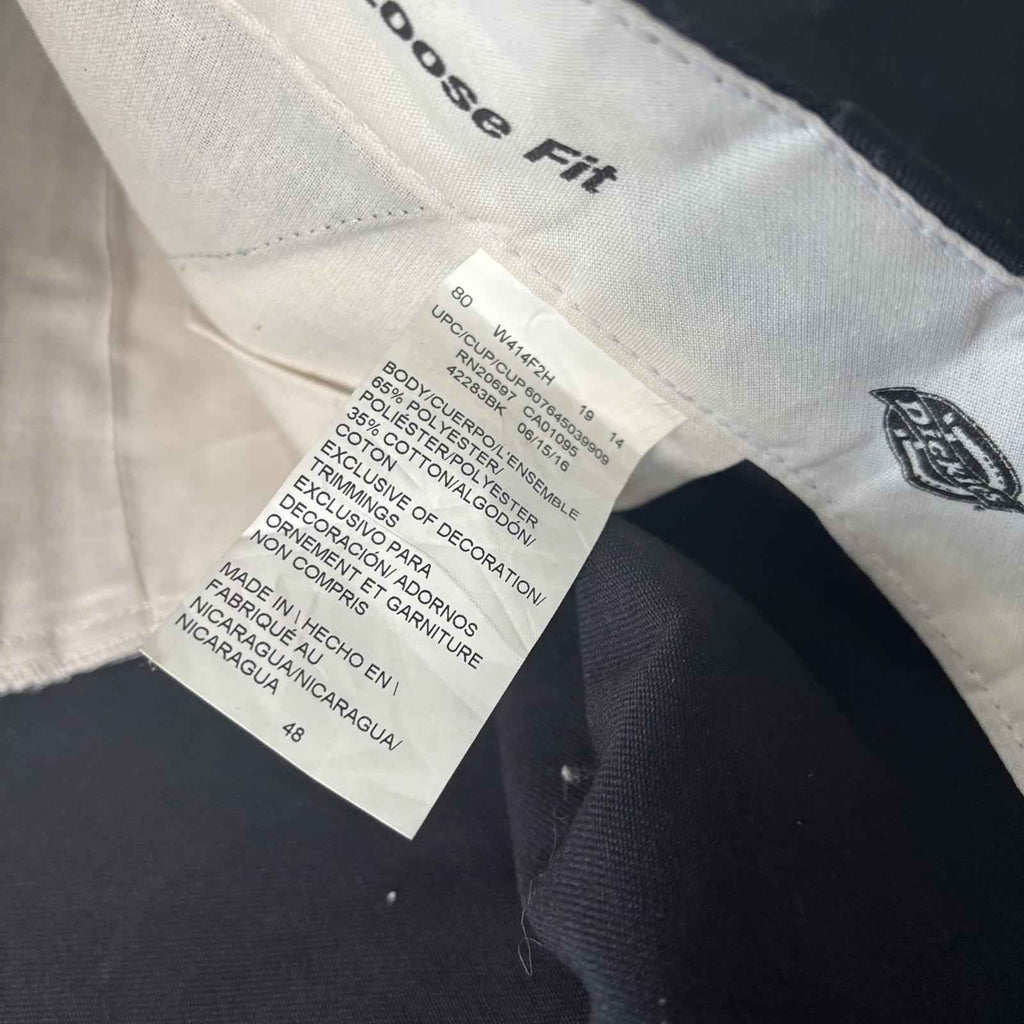 Loose Fit
80 W414F2H 19 14
UPC/CUP/CUP607645039909
RN20697 CA01095
42283BK 06/15/16
BODY/CUERPO/L'ENSEMBLE
65% POLYESTER/
POLIÉSTER/POLYESTER
35% COTTON/ALGODÓN/
COTON
EXCLUSIVE OF DECORATION/
TRIMMINGS
EXCLUSIVO PARA
DECORACIÓN/ ADORNOS
ORNEMENT ET GARNITURE
NON COMPRIS
MADE IN \ HECHO EN \
FABRIQUÉ AU
NICARAGUA/NICARAGUA/
NICARAGUA
48
DICKIES